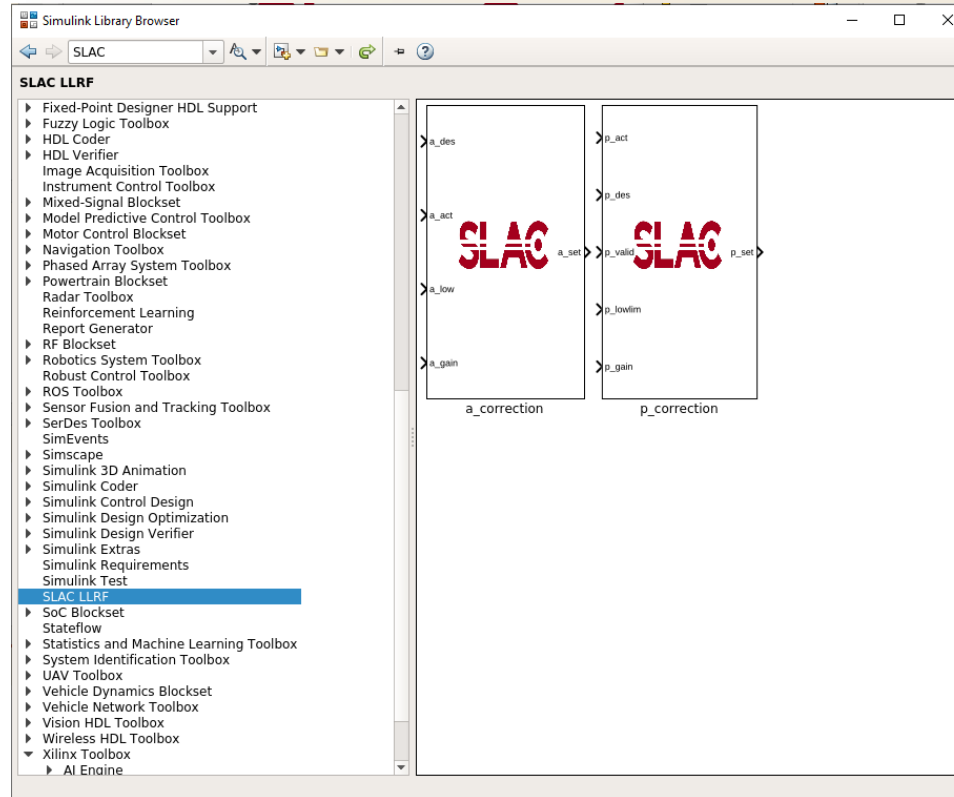 Simulink Library Browser
SLAC
SLAC LLRF
Fixed-Point Designer HDL Support
Fuzzy Logic Toolbox
HDL Coder
HDL Verifier
Image Acquisition Toolbox
Instrument Control Toolbox
Mixed-Signal Blockset
Model Predictive Control Toolbox
Motor Control Blockset
Navigation Toolbox
Phased Array System Toolbox
Powertrain Blockset
Radar Toolbox
Reinforcement Learning
Report Generator
RF Blockset
Robotics System Toolbox
Robust Control Toolbox
ROS Toolbox
Sensor Fusion and Tracking Toolbox
SerDes Toolbox
SimEvents
Simscape
Simulink 3D Animation
Simulink Coder
Simulink Control Design
Simulink Design Optimization
Simulink Design Verifier
Simulink Extras
Simulink Requirements
Simulink Test
SLAC LLRF
SoC Blockset
Stateflow
Statistics and Machine Learning Toolbox
System Identification Toolbox
UAV Toolbox
Vehicle Dynamics Blockset
Vehicle Network Toolbox
Vision HDL Toolbox
Wireless HDL Toolbox
Xilinx Toolbox
AI Engine
a_des
a_act
a_low
a_gain
SLAC
a_set
a_correction
p_act
p_des
p_valid
p_lowlim
p_gain
SLAC
p_set
p_correction